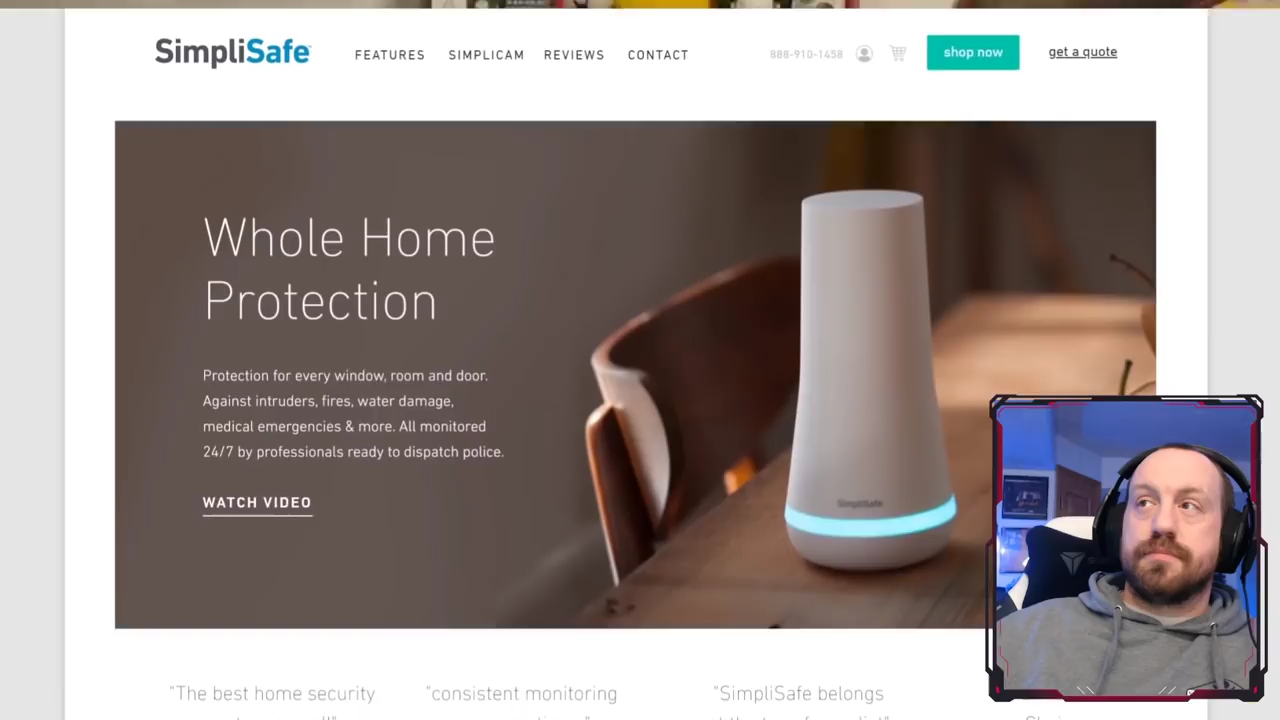 SimpliSafe
FEATURES SIMPLICAM REVIEWS CONTACT
888-910-1458
shop now
get a quote
Whole Home
Protection
Protection for every window, room and door.
Against intruders, fires, water damage,
medical emergencies & more. All monitored
24/7 by professionals ready to dispatch police.
WATCH VIDEO
SimpliSafe
"The best home security
"consistent monitoring
"SimpliSafe belongs